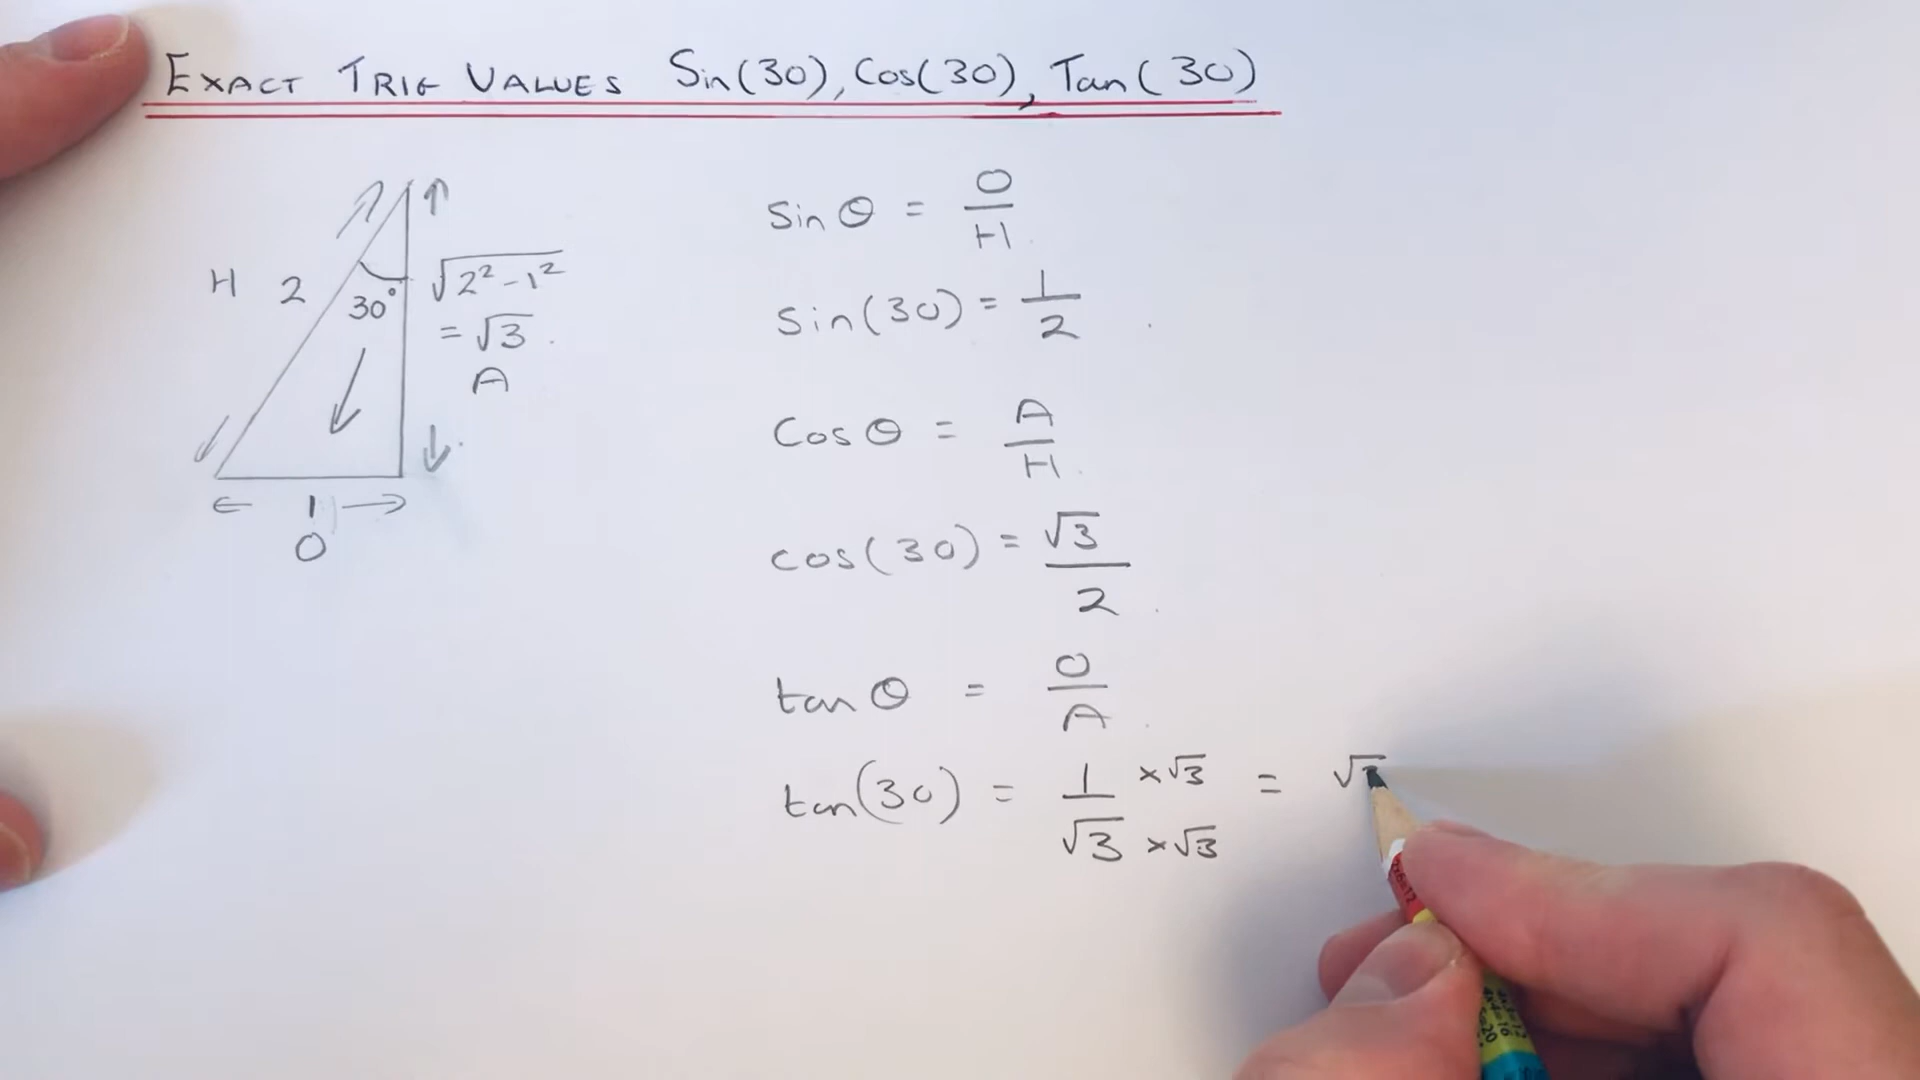 EXACT TRIG VALUES Sin(30), Cos(30), Tan(30)
H 2 30° √2²-1²
= √3
A
← 1 →
O
Sin θ = O/H
Sin(30) = 1/2
Cos θ = A/H
cos(30) = √3/2
tan θ = O/A
tan(30) = 1/√3 ×√3 ×√3 = √3